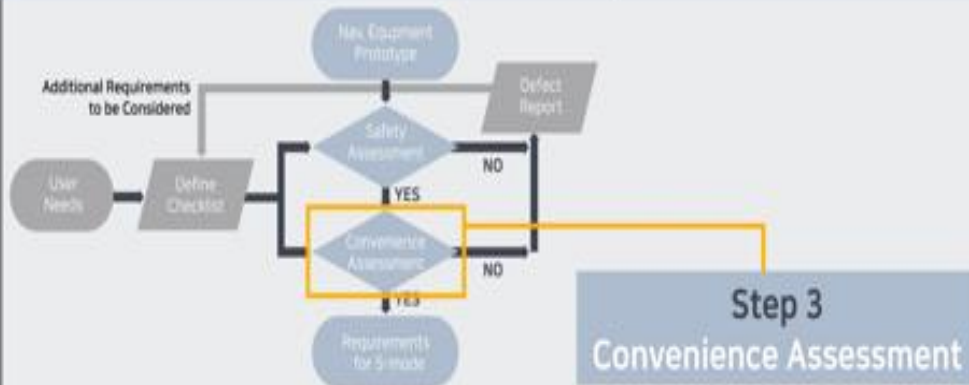 Nav. Equipment
Prototype
Additional Requirements
to be Considered
Defect
Report
Safety
Assessment
NO
User
Needs
Define
Checklist
YES
Convenience
Assessment
NO
YES
Requirements
for S-mode
Step 3
Convenience Assessment